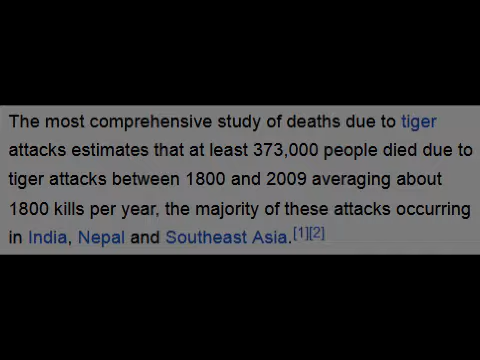 The most comprehensive study of deaths due to tiger
attacks estimates that at least 373,000 people died due to
tiger attacks between 1800 and 2009 averaging about
1800 kills per year, the majority of these attacks occurring
in India, Nepal and Southeast Asia.[1][2]